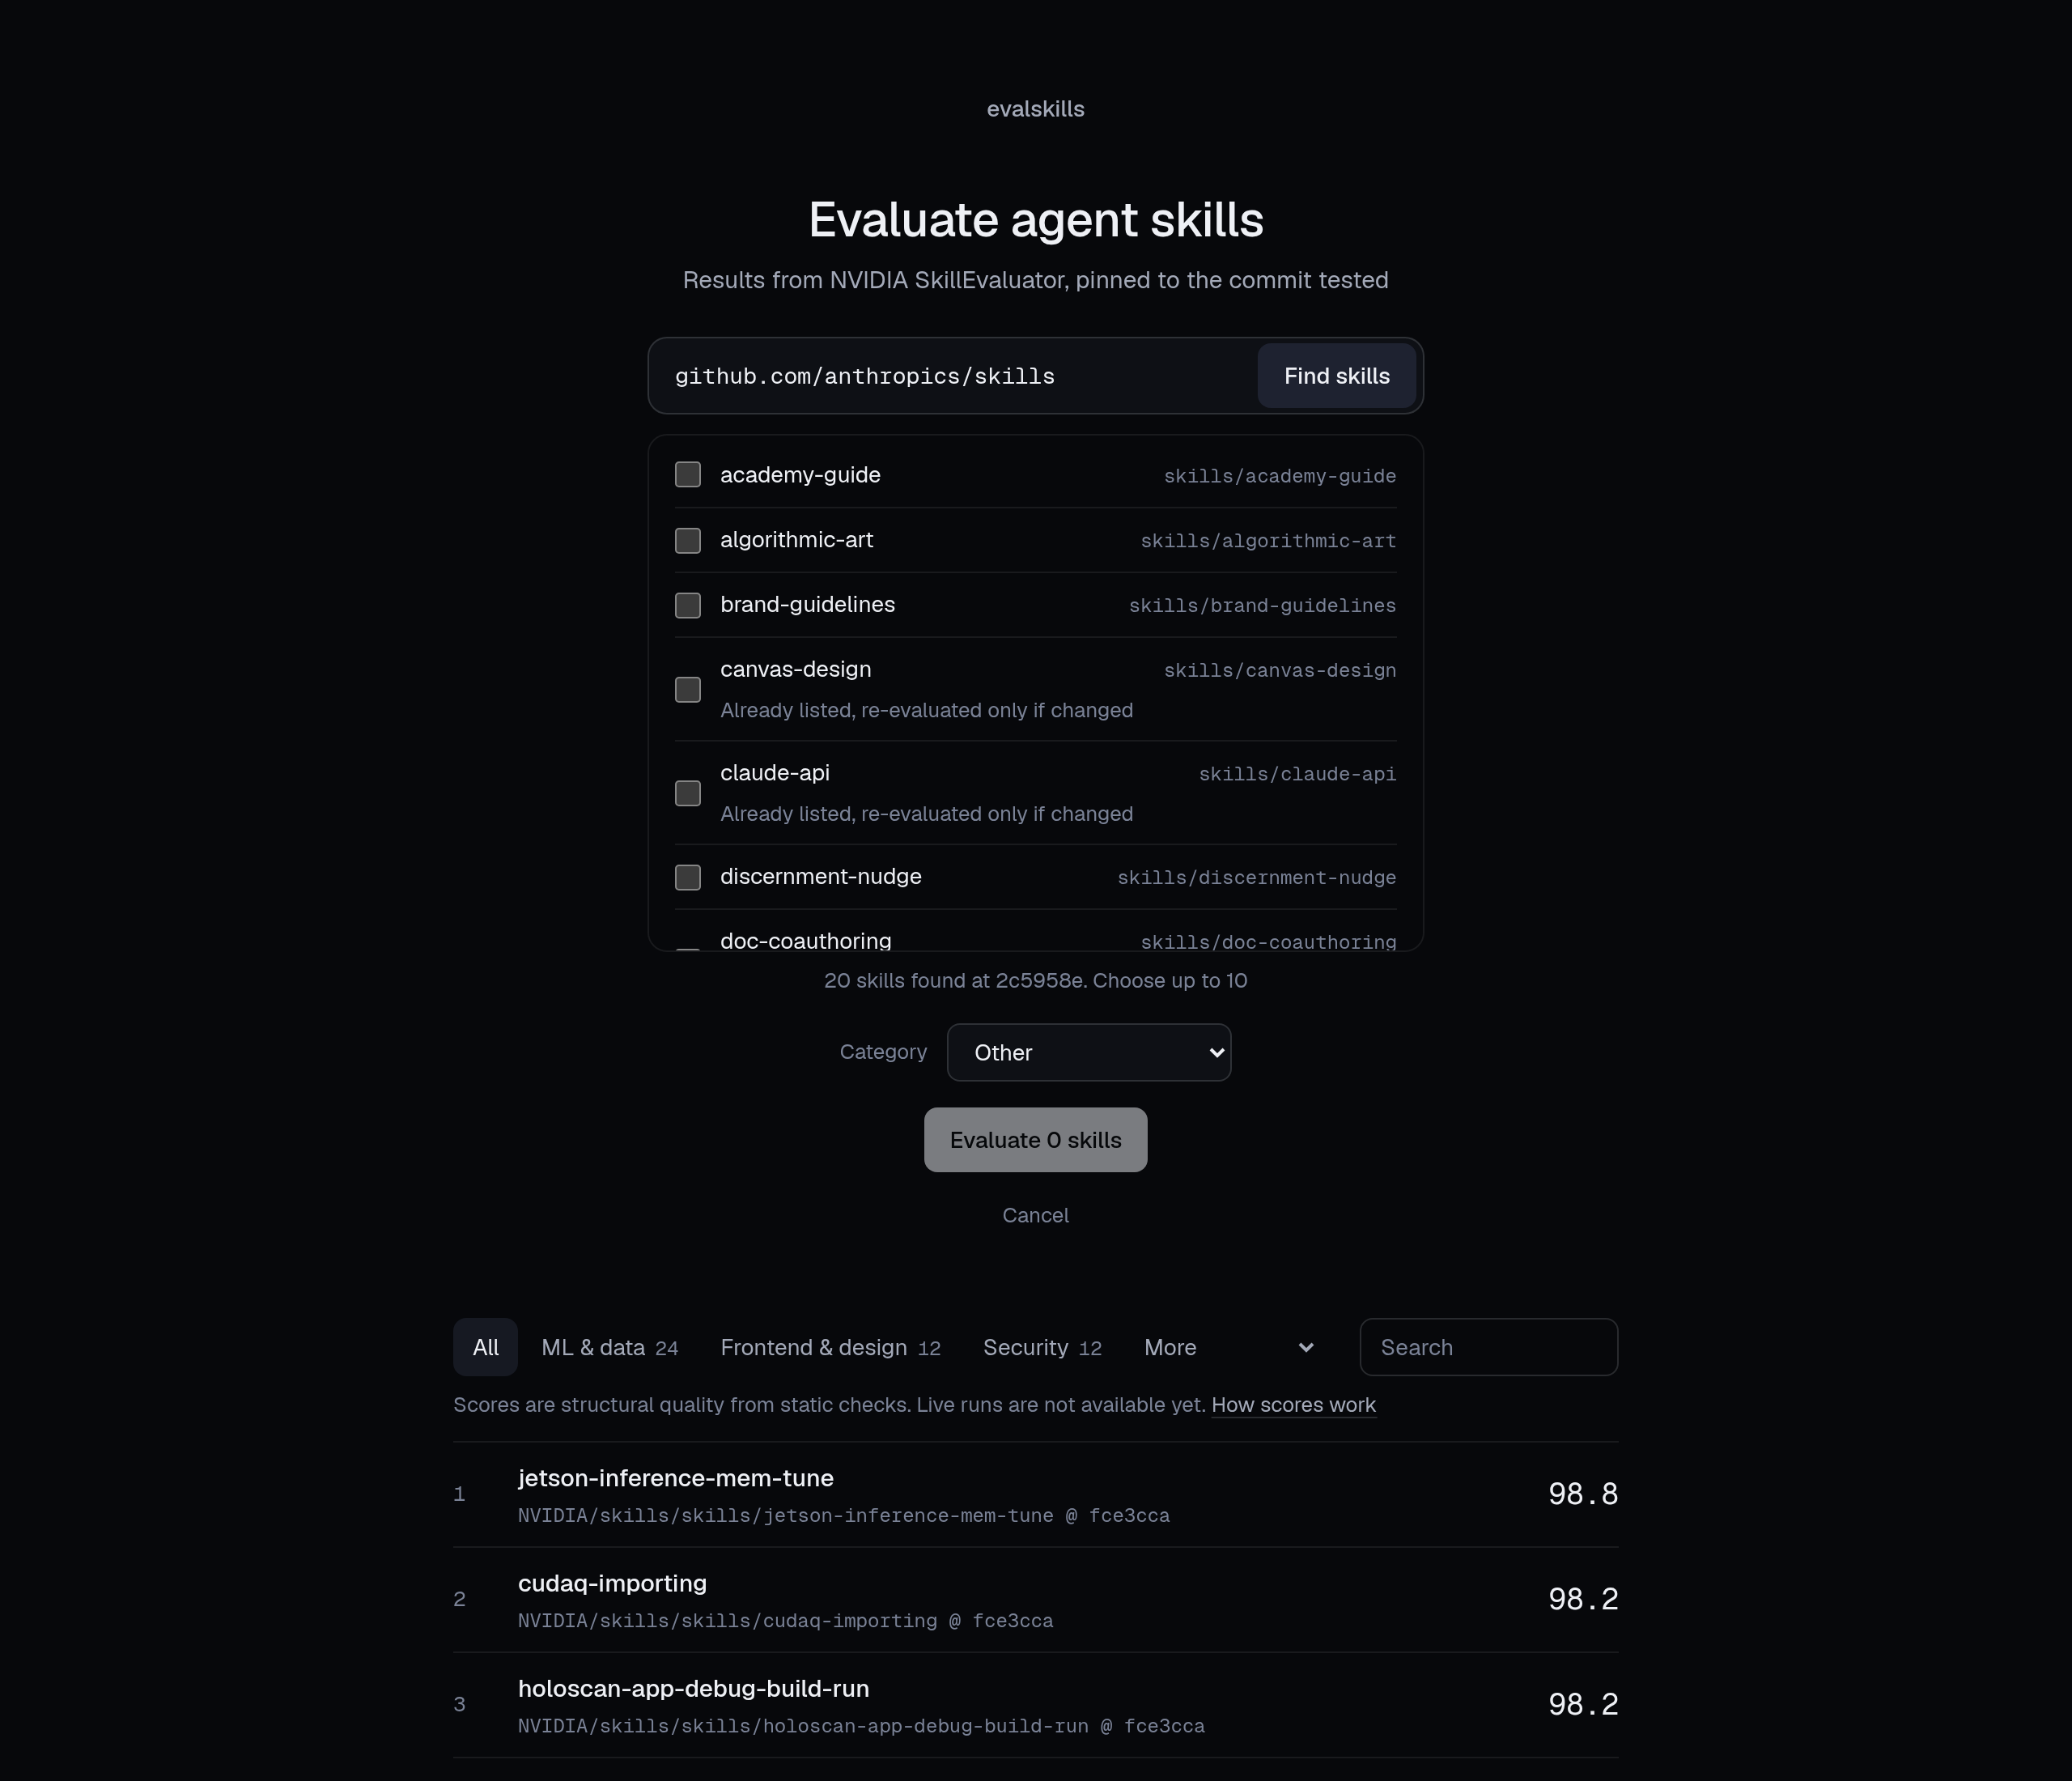 evalskills
Evaluate agent skills
Results from NVIDIA SkillEvaluator, pinned to the commit tested
github.com/anthropics/skills Find skills
academy-guide skills/academy-guide
algorithmic-art skills/algorithmic-art
brand-guidelines skills/brand-guidelines
canvas-design skills/canvas-design
Already listed, re-evaluated only if changed
claude-api skills/claude-api
Already listed, re-evaluated only if changed
discernment-nudge skills/discernment-nudge
doc-coauthoring skills/doc-coauthoring
20 skills found at 2c5958e. Choose up to 10
Category Other
Evaluate 0 skills
Cancel
All ML & data 24 Frontend & design 12 Security 12 More Search
Scores are structural quality from static checks. Live runs are not available yet. How scores work
1 jetson-inference-mem-tune 98.8
NVIDIA/skills/skills/jetson-inference-mem-tune @ fce3cca
2 cudaq-importing 98.2
NVIDIA/skills/skills/cudaq-importing @ fce3cca
3 holoscan-app-debug-build-run 98.2
NVIDIA/skills/skills/holoscan-app-debug-build-run @ fce3cca